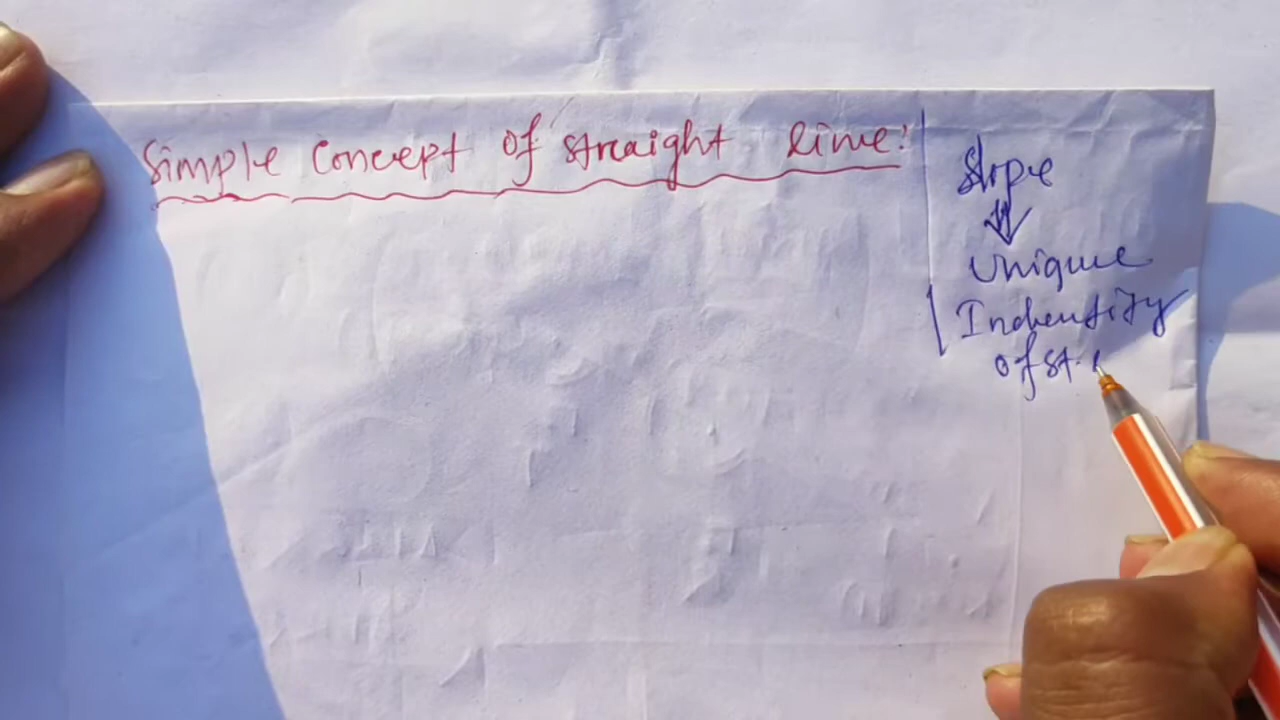 Simple Concept of straight line:
Slope
Unique
Indentity
of st.